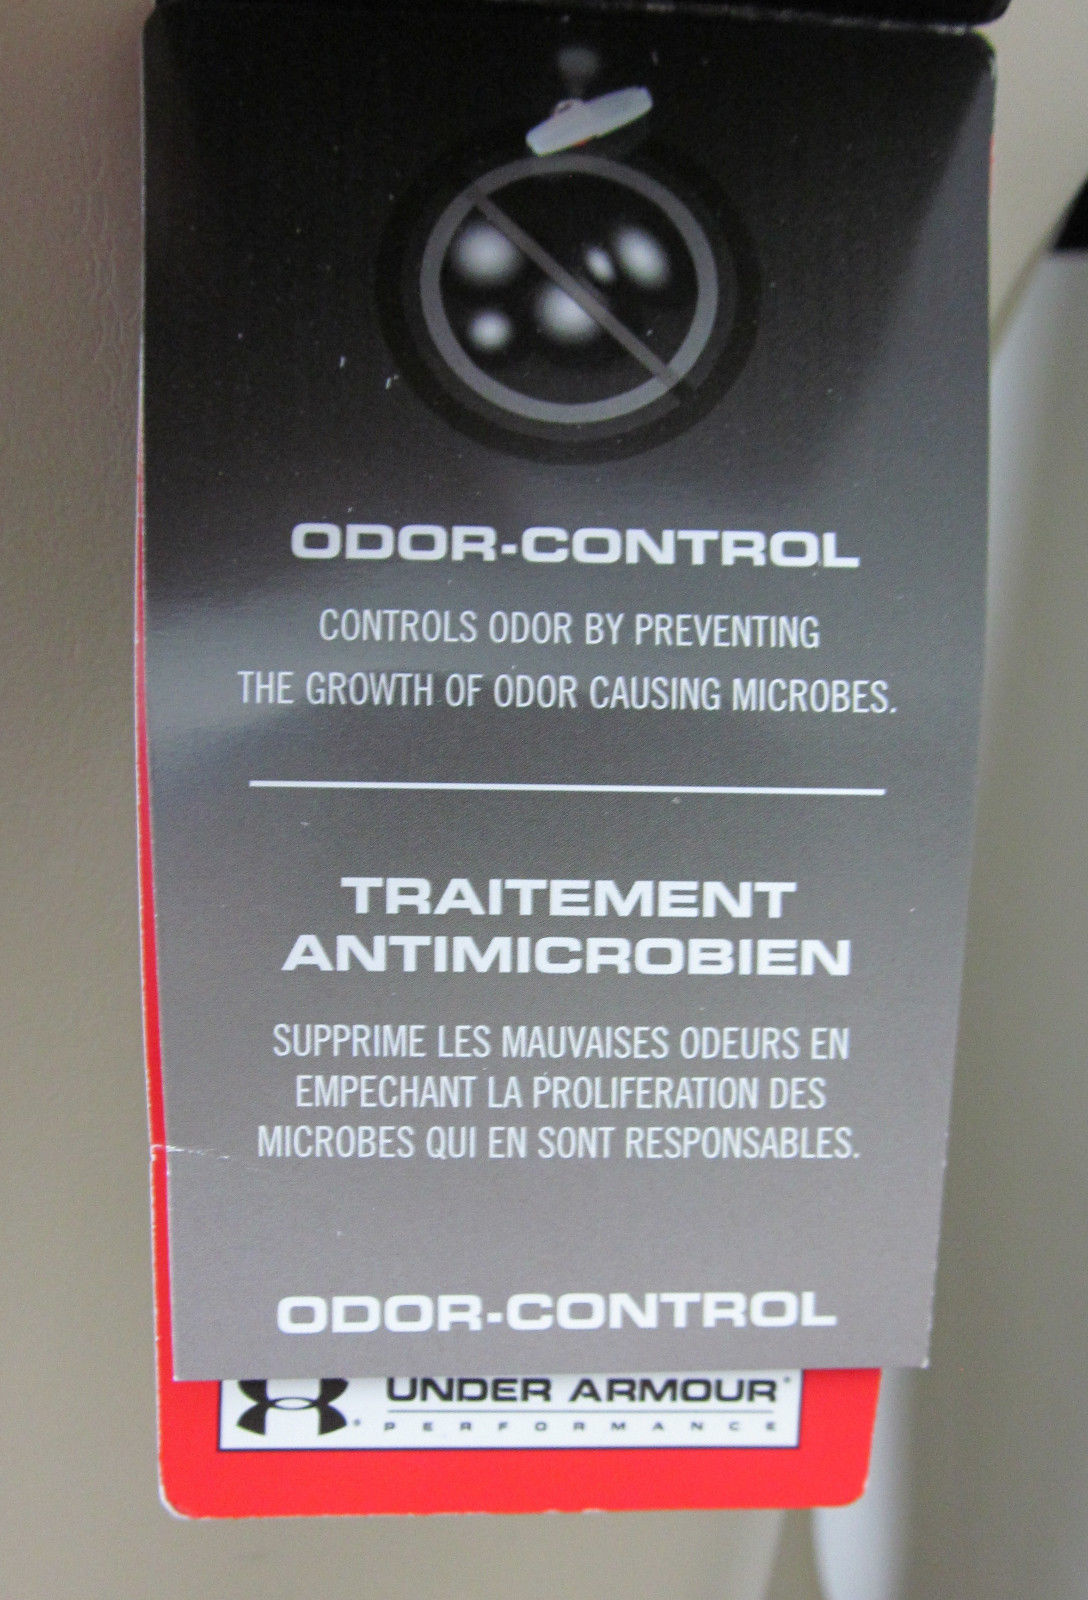 ODOR-CONTROL
CONTROLS ODOR BY PREVENTING
THE GROWTH OF ODOR CAUSING MICROBES.
TRAITEMENT
ANTIMICROBIEN
SUPPRIME LES MAUVAISES ODEURS EN
EMPECHANT LA PROLIFERATION DES
MICROBES QUI EN SONT RESPONSABLES.
ODOR-CONTROL
UNDER ARMOUR®
PERFORMANCE